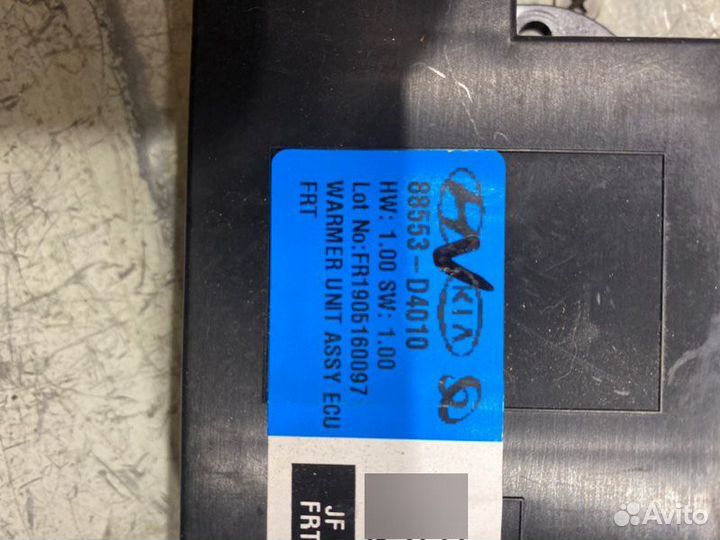 KIA
88553-D4010
HW: 1.00 SW: 1.00
Lot No:FR1905160097
WARMER UNIT ASSY ECU
FRT
JF
FRT
Avito